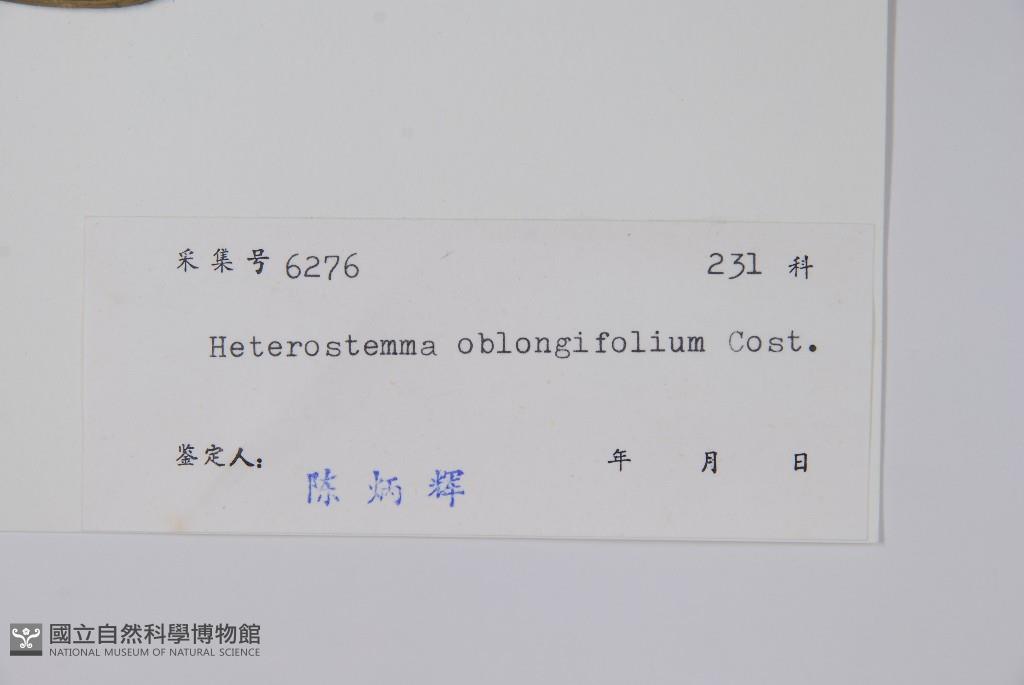 采集号 6276 231 科
Heterostemma oblongifolium Cost.
鉴定人: 陈炳辉 年 月 日
國立自然科學博物館
NATIONAL MUSEUM OF NATURAL SCIENCE